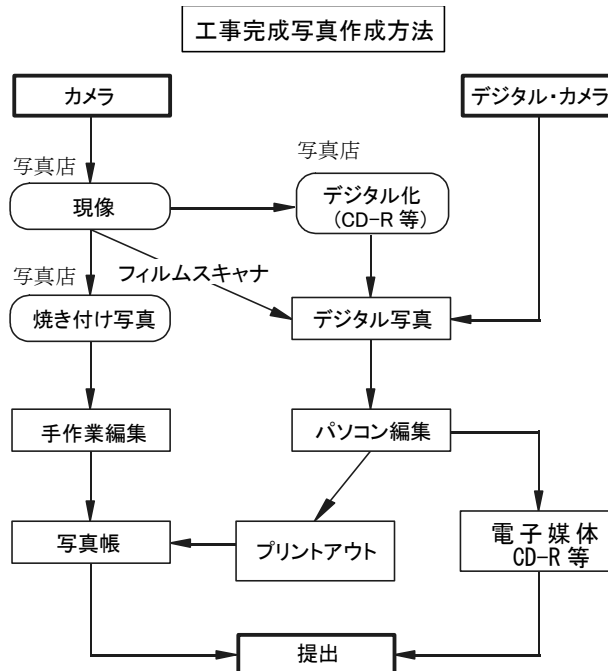 工事完成写真作成方法
カメラ
デジタル・カメラ
写真店
写真店
現像
デジタル化
(CD-R 等)
フィルムスキャナ
写真店
焼き付け写真
デジタル写真
手作業編集
パソコン編集
写真帳
プリントアウト
電子媒体
CD-R 等
提出